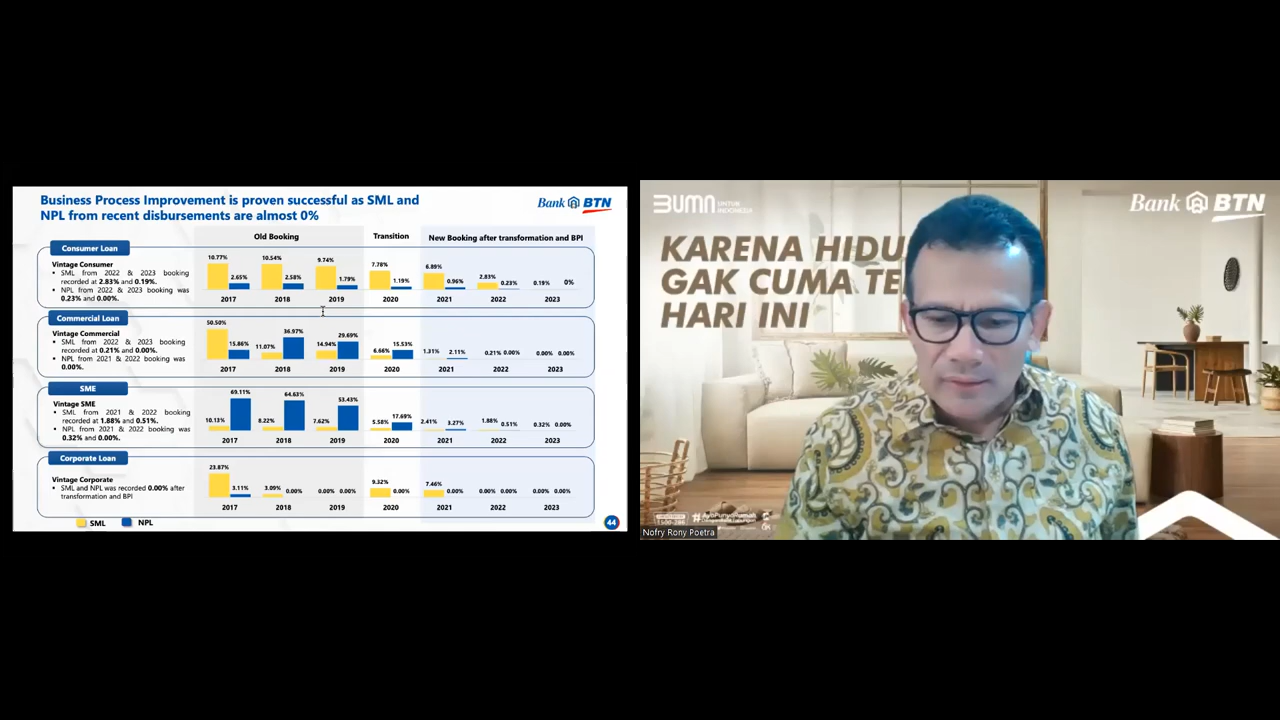 Business Process Improvement is proven successful as SML and
NPL from recent disbursements are almost 0%
Bank BTN
Old Booking
Transition
New Booking after transformation and BPI
Consumer Loan
Vintage Consumer
SML from 2022 & 2023 booking
recorded at 2.83% and 0.19%.
NPL from 2022 & 2023 booking was
0.23% and 0.00%.
10.77% 2.65% 10.54% 2.58% 9.74% 1.79% 7.78% 1.19% 6.89% 0.96% 2.83% 0.23% 0.19% 0%
2017 2018 2019 2020 2021 2022 2023
Commercial Loan
Vintage Commercial
SML from 2022 & 2023 booking
recorded at 0.21% and 0.00%.
NPL from 2021 & 2022 booking was
0.00%.
50.50% 15.86% 11.07% 36.97% 14.94% 29.69% 6.66% 15.53% 1.31% 2.11% 0.21% 0.00% 0.00% 0.00%
2017 2018 2019 2020 2021 2022 2023
SME
Vintage SME
SML from 2021 & 2022 booking
recorded at 1.88% and 0.51%.
NPL from 2021 & 2022 booking was
0.32% and 0.00%.
10.13% 69.11% 8.22% 64.63% 7.62% 53.43% 5.58% 17.69% 2.41% 3.27% 1.88% 0.51% 0.32% 0.00%
2017 2018 2019 2020 2021 2022 2023
Corporate Loan
Vintage Corporate
SML and NPL was recorded 0.00% after
transformation and BPI
23.87% 3.11% 3.09% 0.00% 0.00% 0.00% 9.32% 0.00% 7.46% 0.00% 0.00% 0.00% 0.00% 0.00%
2017 2018 2019 2020 2021 2022 2023
SML NPL
44
BUMN UNTUK
INDONESIA
Bank BTN
KARENA HIDU
GAK CUMA TE
HARI INI
1500-286
Nofry Rony Poetra